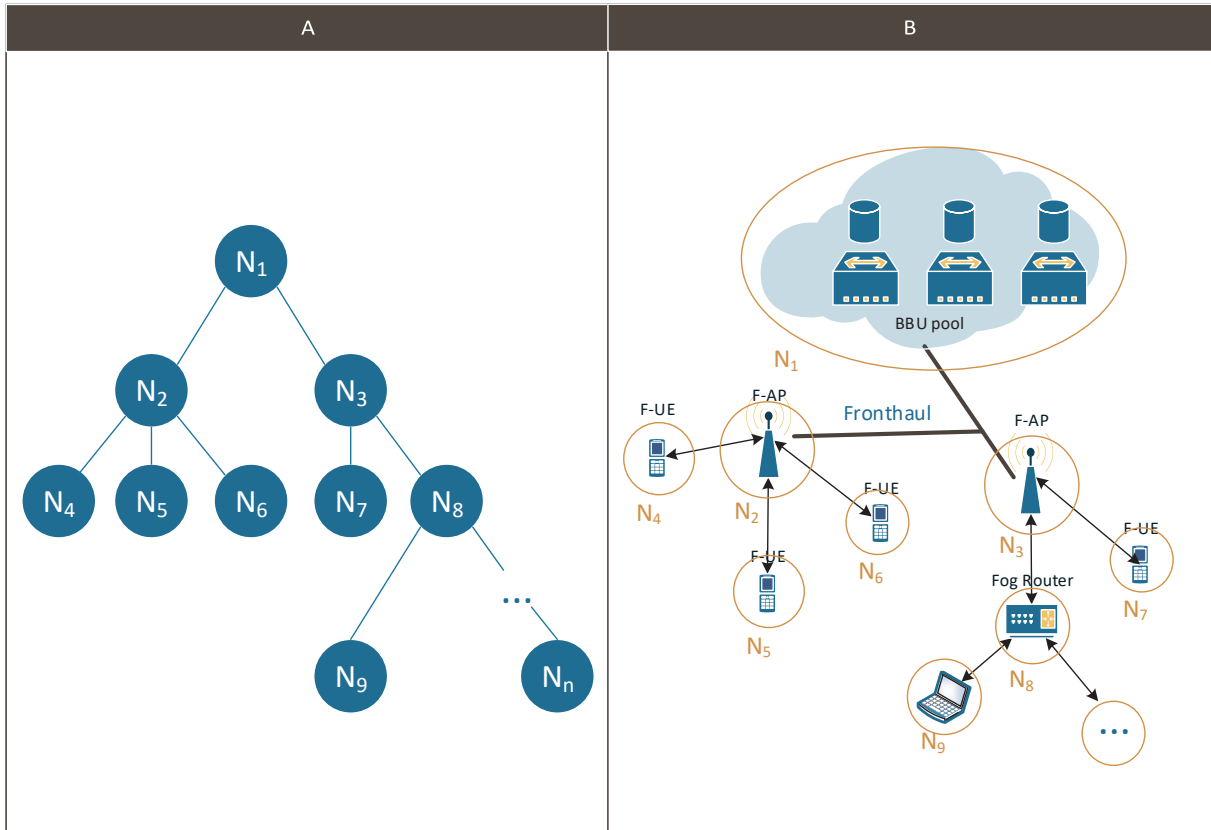 A
B
N1
N2
N3
N4
N5
N6
N7
N8
...
N9
Nn
BBU pool
N1
F-UE
F-AP
Fronthaul
F-AP
N4
N2
F-UE
N6
N3
F-UE
F-UE
Fog Router
N7
N5
N8
N9
...